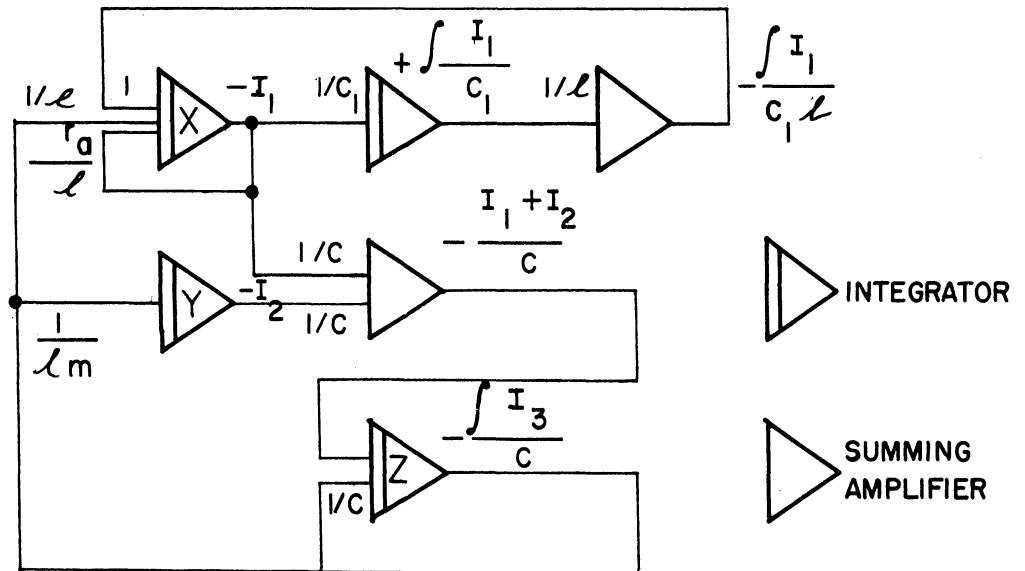 1/ℓ
1
X
r_a/ℓ
-I₁
1/C₁
+∫I₁/C₁
1/ℓ
-∫I₁/C₁ℓ
1/C
-(I₁+I₂)/C
1/ℓm
Y
-I₂
1/C
INTEGRATOR
-∫I₃/C
Z
1/C
SUMMING
AMPLIFIER